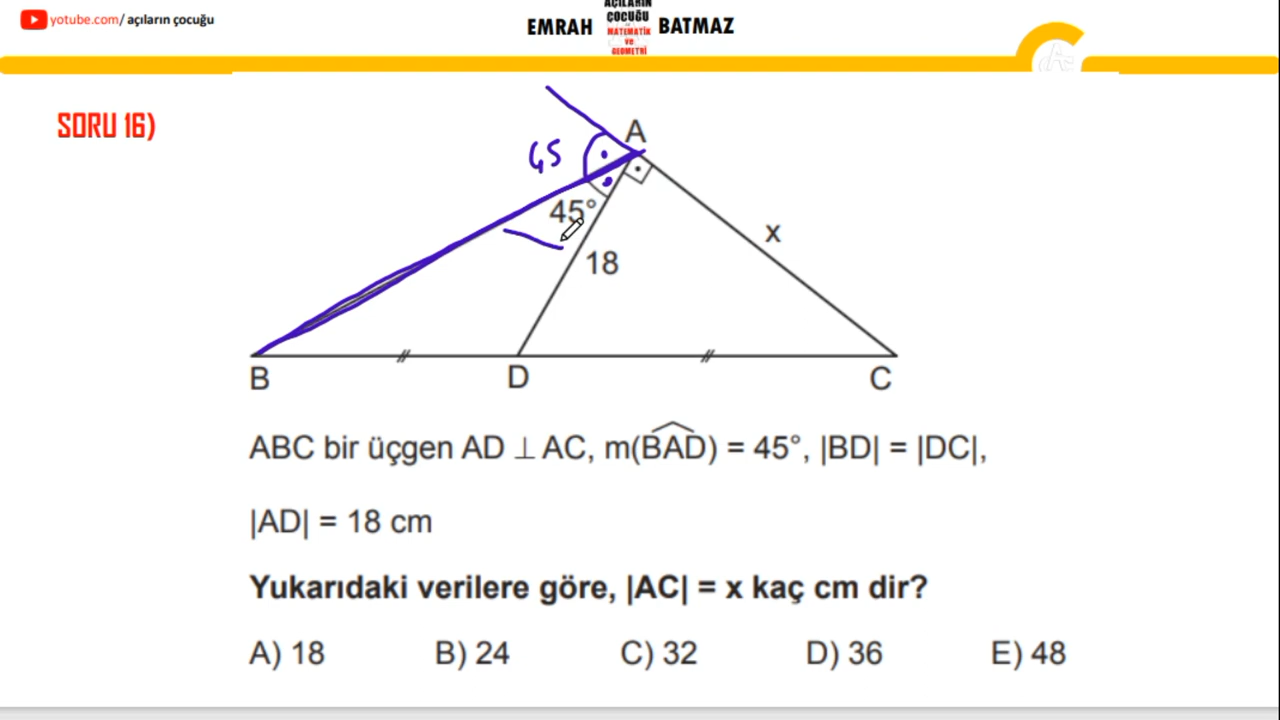 yotube.com/ açıların çocuğu
AÇILARIN
ÇOCUĞU
EMRAH BATMAZ
MATEMATİK
ve
GEOMETRİ
SORU 16)
A
45
45°
x
18
B
D
C
ABC bir üçgen AD ⊥ AC, m(BAD) = 45°, |BD| = |DC|,
|AD| = 18 cm
Yukarıdaki verilere göre, |AC| = x kaç cm dir?
A) 18 B) 24 C) 32 D) 36 E) 48